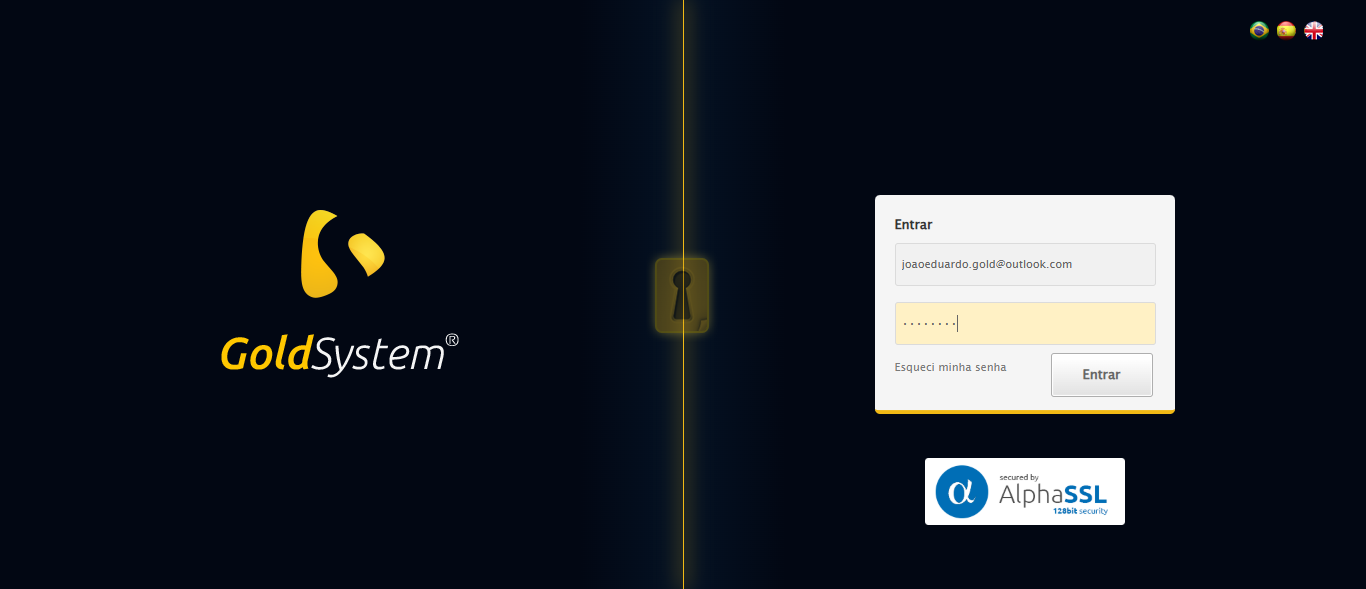 GoldSystem®
Entrar
joaoeduardo.gold@outlook.com
········
Esqueci minha senha
Entrar
secured by
α AlphaSSL
128bit security